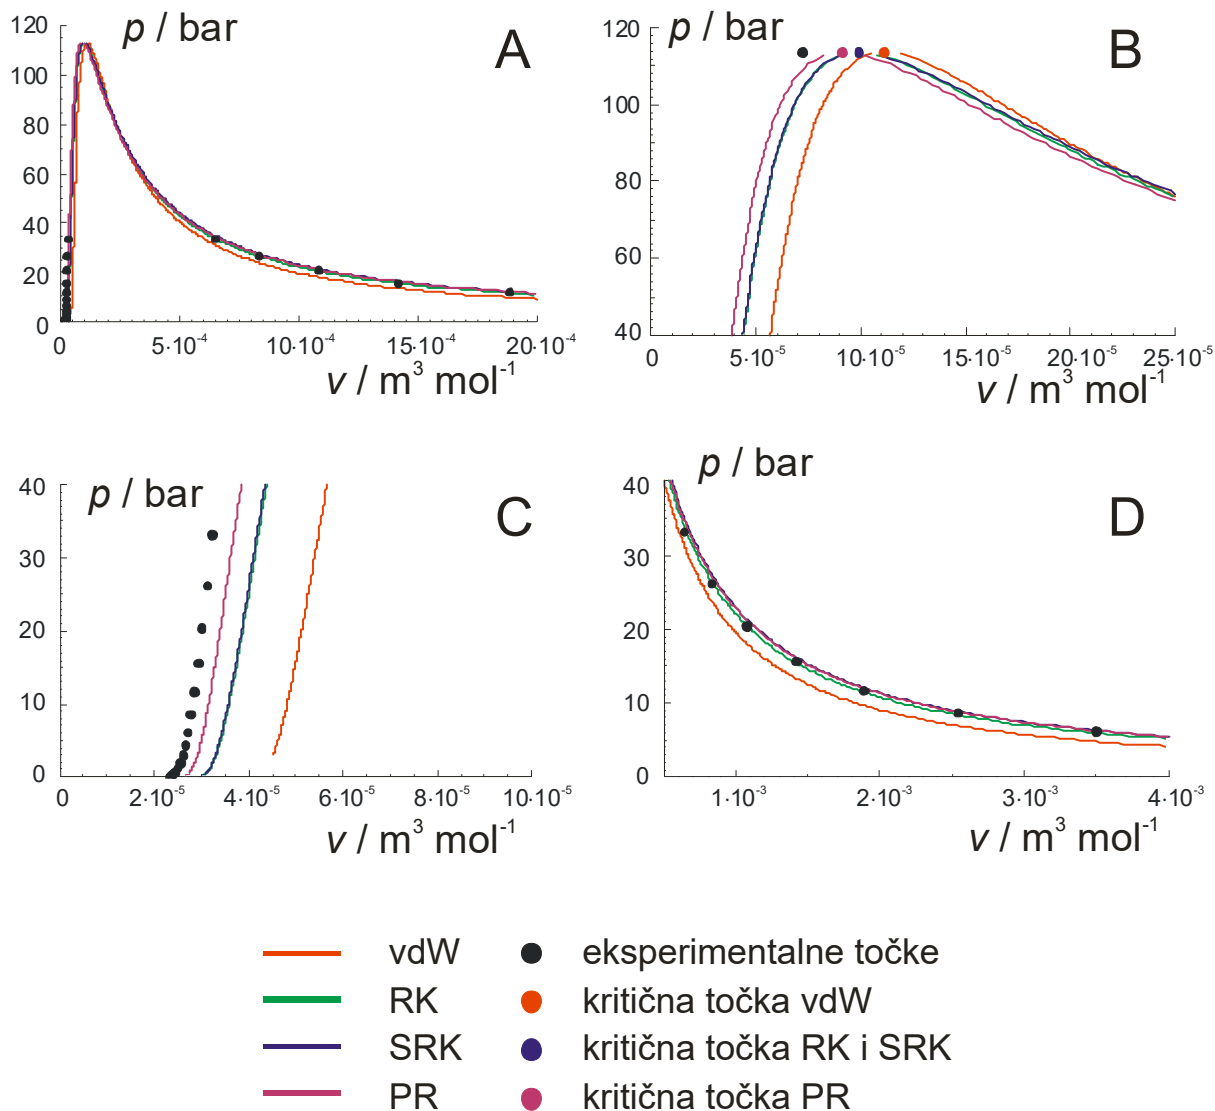 p / bar
A
120
100
80
60
40
20
0
0
5·10⁻⁴
10·10⁻⁴
15·10⁻⁴
20·10⁻⁴
v / m³ mol⁻¹
p / bar
B
120
100
80
60
40
0
5·10⁻⁵
10·10⁻⁵
15·10⁻⁵
20·10⁻⁵
25·10⁻⁵
v / m³ mol⁻¹
p / bar
C
40
30
20
10
0
0
2·10⁻⁵
4·10⁻⁵
6·10⁻⁵
8·10⁻⁵
10·10⁻⁵
v / m³ mol⁻¹
p / bar
D
40
30
20
10
0
1·10⁻³
2·10⁻³
3·10⁻³
4·10⁻³
v / m³ mol⁻¹
vdW
eksperimentalne točke
RK
kritična točka vdW
SRK
kritična točka RK i SRK
PR
kritična točka PR